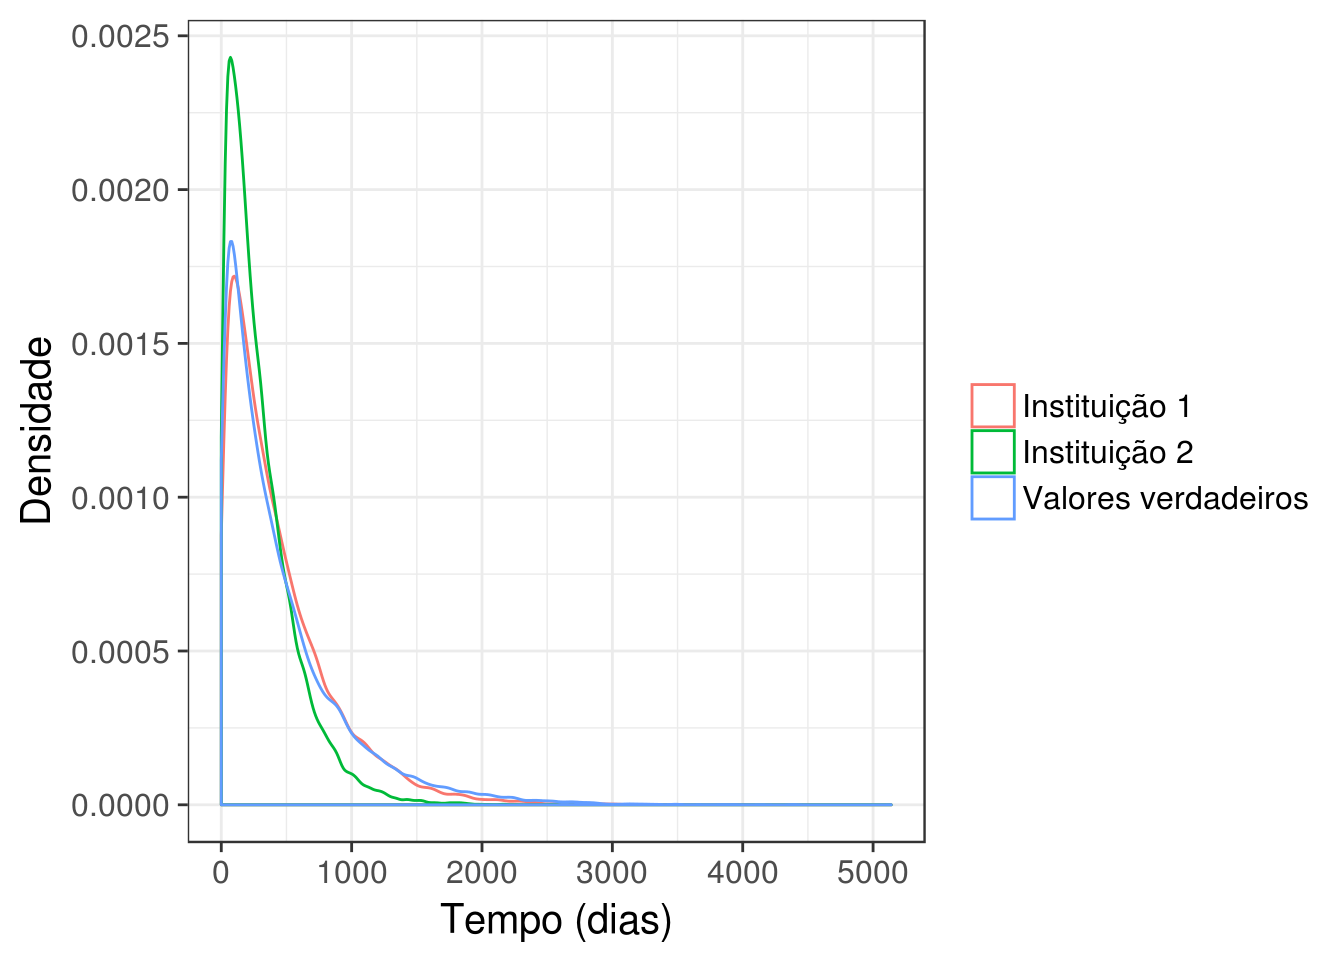 Densidade
0.0025
0.0020
0.0015
0.0010
0.0005
0.0000
0 1000 2000 3000 4000 5000
Tempo (dias)
Instituição 1
Instituição 2
Valores verdadeiros